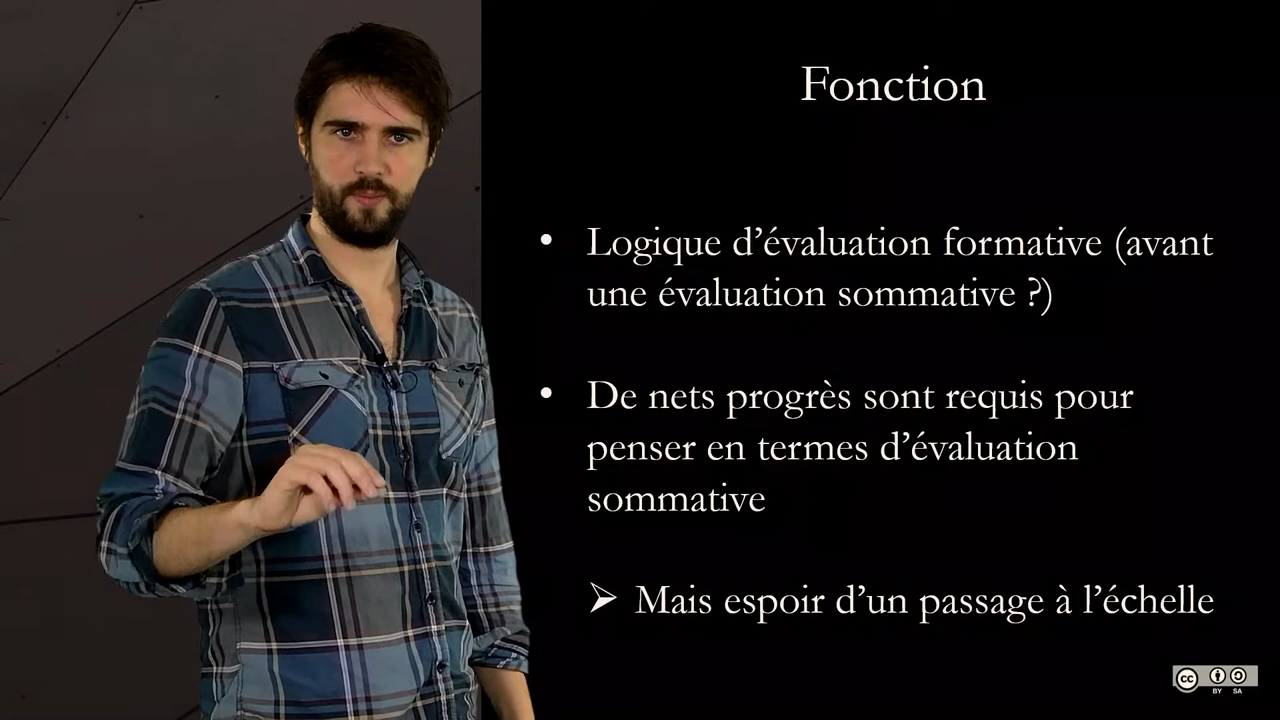 Fonction
• Logique d’évaluation formative (avant
une évaluation sommative ?)
• De nets progrès sont requis pour
penser en termes d’évaluation
sommative
➢ Mais espoir d’un passage à l’échelle
cc
BY SA